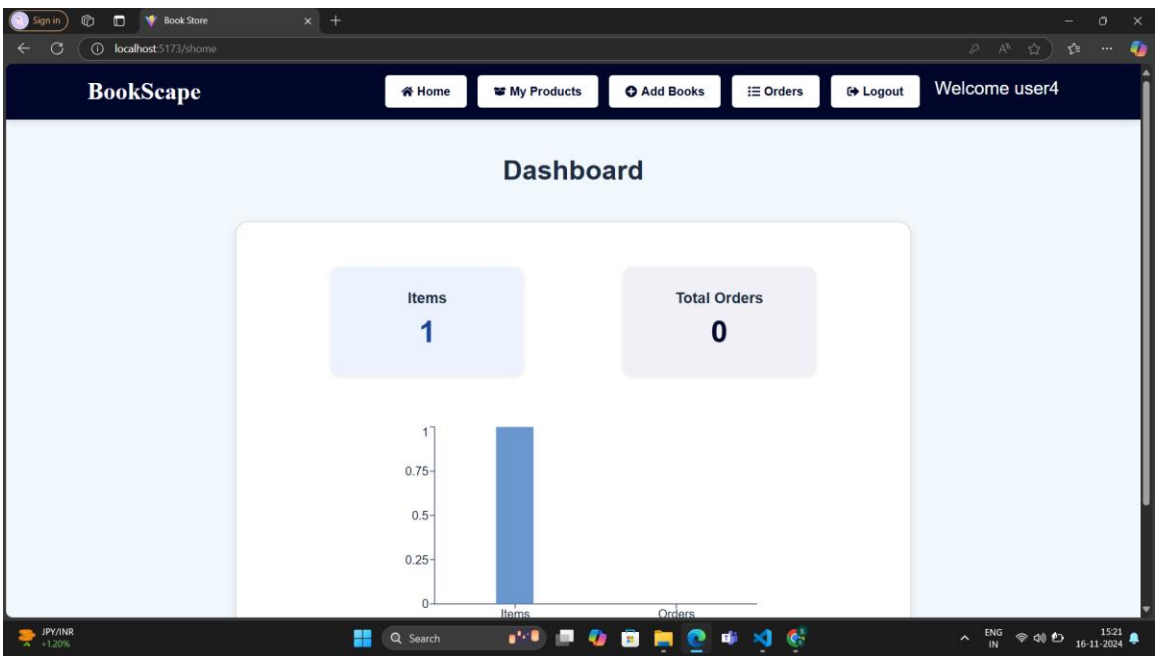 Sign in
Book Store
localhost:5173/shome
BookScape
Home
My Products
Add Books
Orders
Logout
Welcome user4
Dashboard
Items
1
Total Orders
0
1
0.75
0.5
0.25
0
Items
Orders
JPY/INR
+1.20%
Search
ENG
IN
15:21
16-11-2024